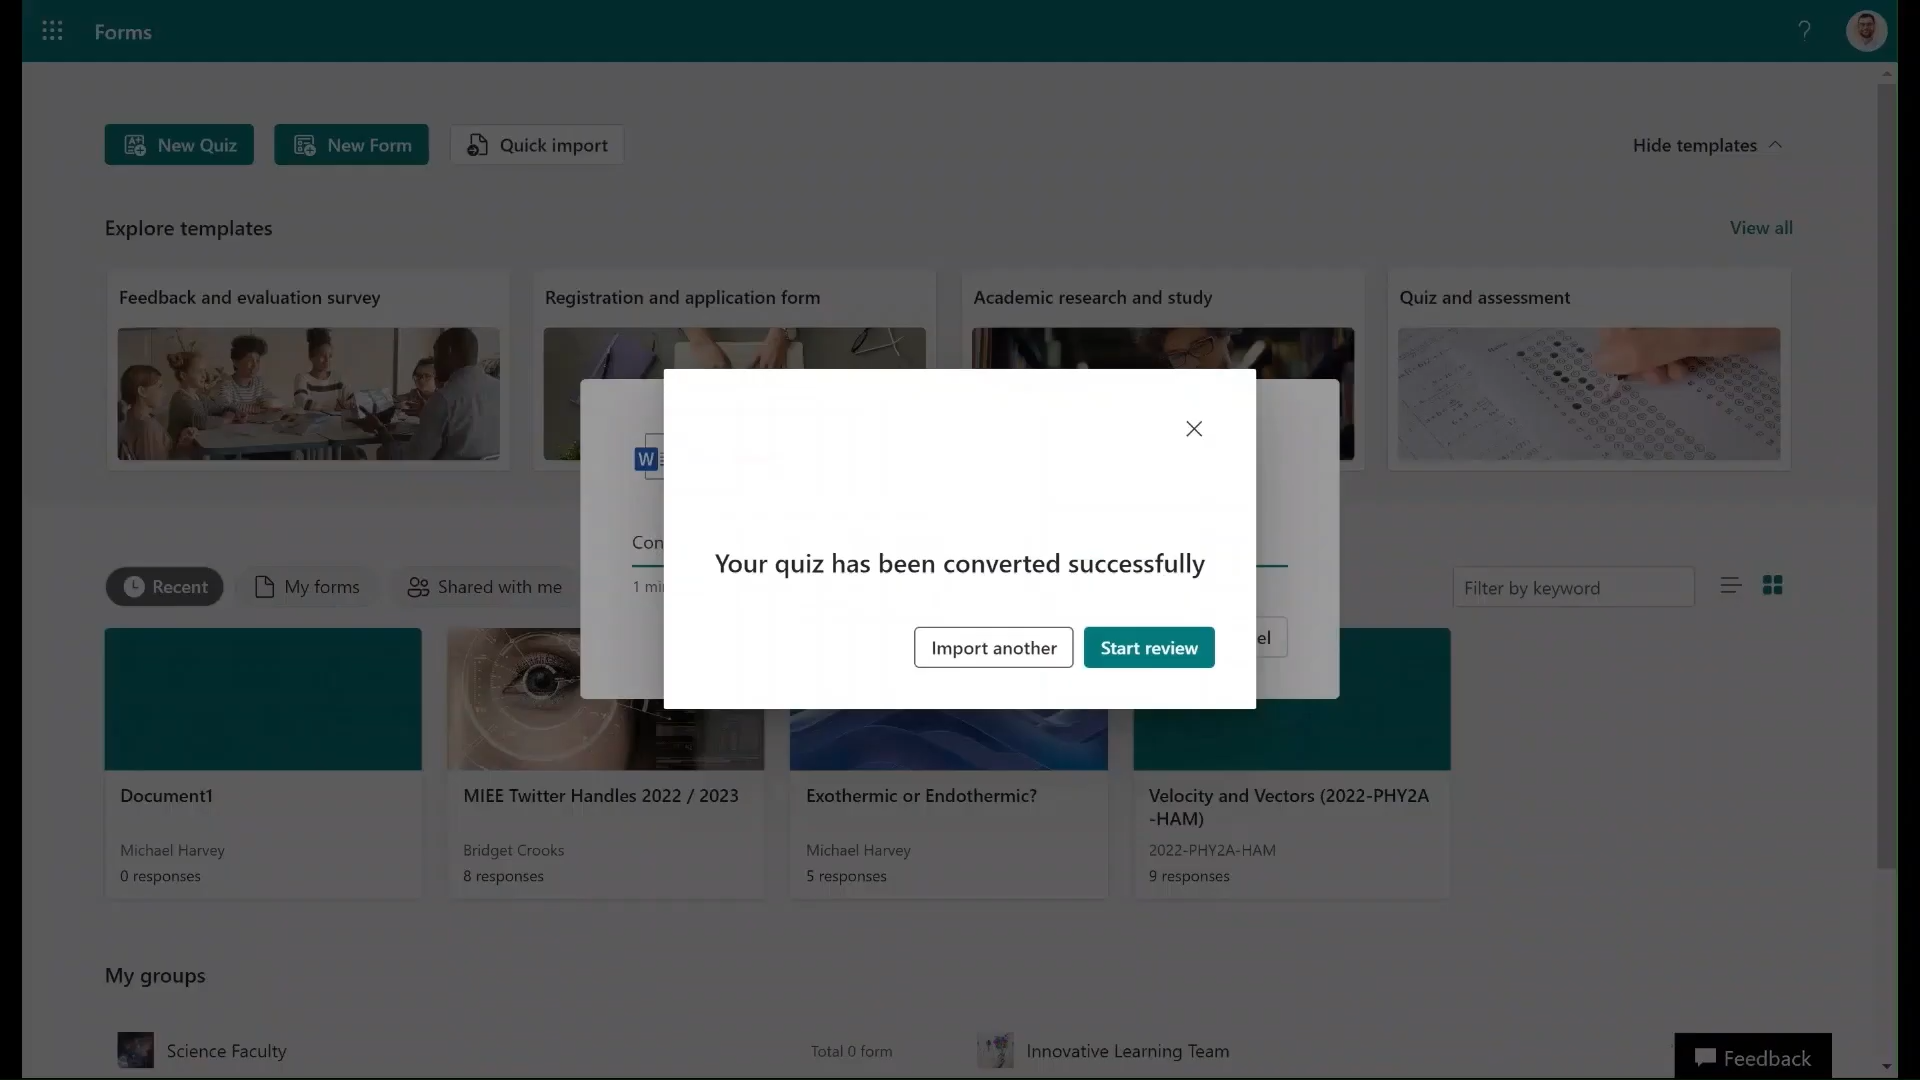 Forms
?
New Quiz
New Form
Quick import
Hide templates
Explore templates
View all
Feedback and evaluation survey
Registration and application form
Academic research and study
Quiz and assessment
W
Con
1 mi
Your quiz has been converted successfully
Import another
Start review
el
Recent
My forms
Shared with me
Filter by keyword
Document1
Michael Harvey
0 responses
MIEE Twitter Handles 2022 / 2023
Bridget Crooks
8 responses
Exothermic or Endothermic?
Michael Harvey
5 responses
Velocity and Vectors (2022-PHY2A
-HAM)
2022-PHY2A-HAM
9 responses
My groups
Science Faculty
Total 0 form
Innovative Learning Team
Feedback